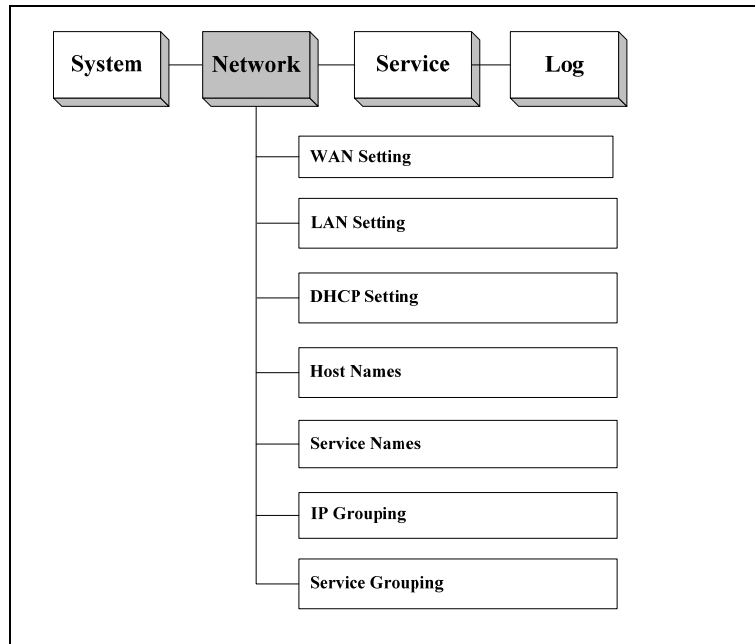 System
Network
Service
Log
WAN Setting
LAN Setting
DHCP Setting
Host Names
Service Names
IP Grouping
Service Grouping